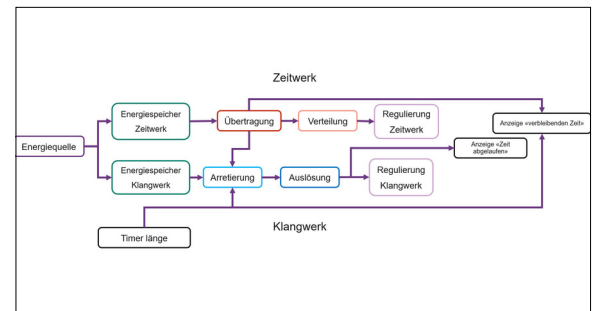 Zeitwerk
Energiespeicher
Zeitwerk
Übertragung
Verteilung
Regulierung
Zeitwerk
Anzeige «verbleibenden Zeit»
Energiequelle
Anzeige «Zeit
abgelaufen»
Energiespeicher
Klangwerk
Arretierung
Auslösung
Regulierung
Klangwerk
Klangwerk
Timer länge